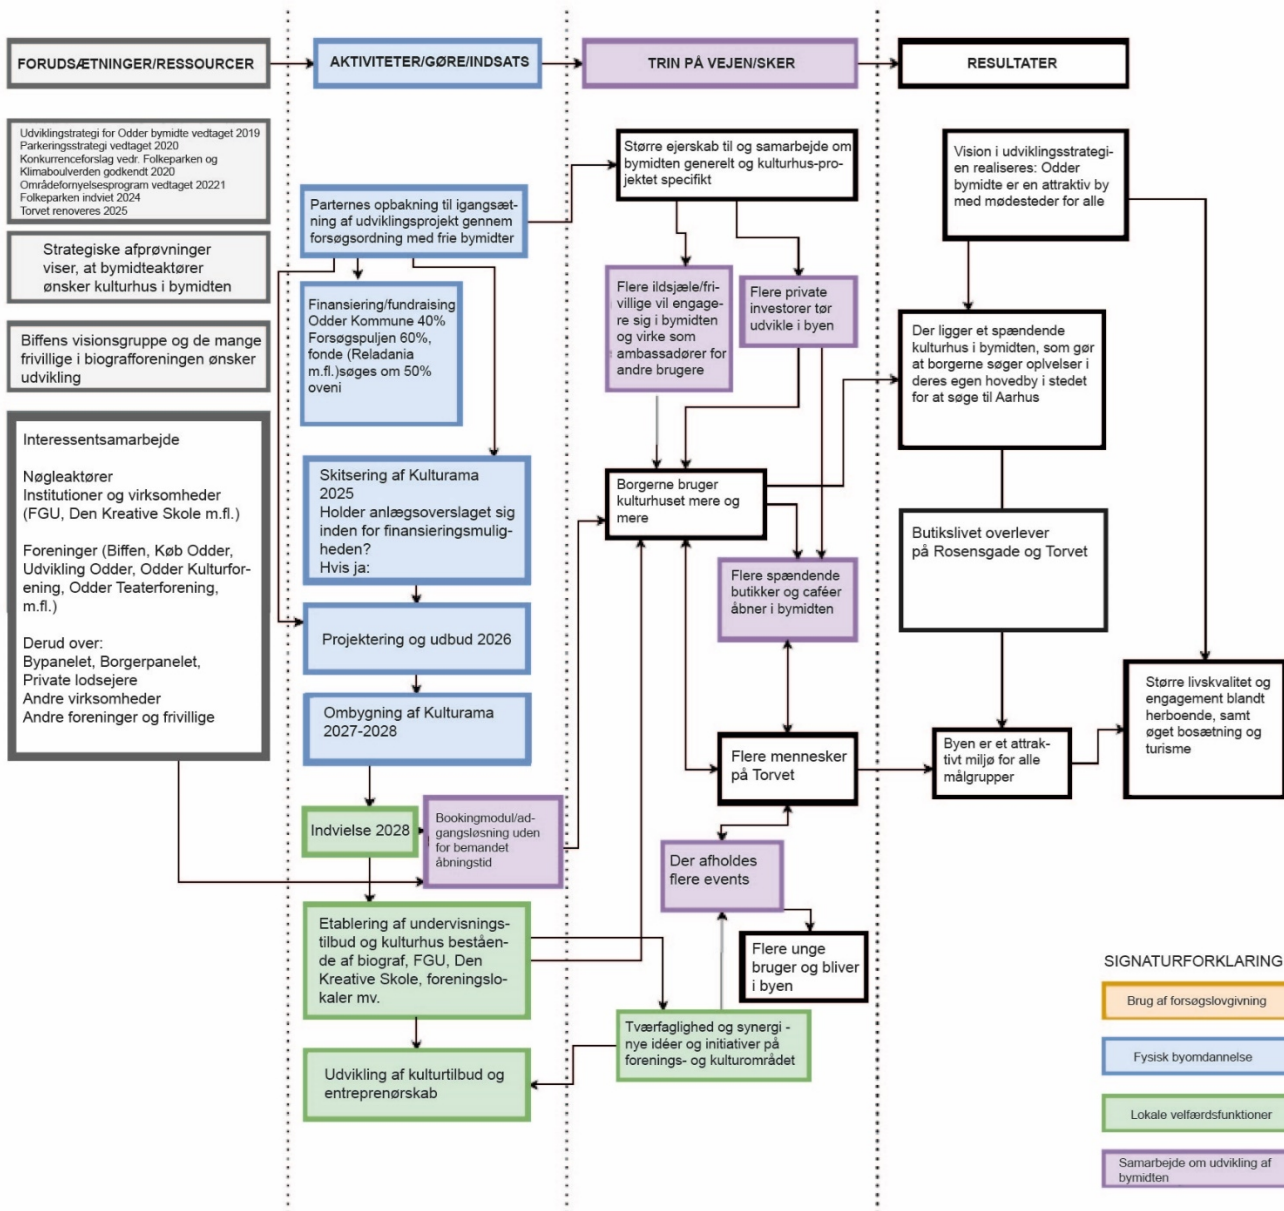 FORUDSÆTNINGER/RESSOURCER
AKTIVITETER/GØRE/INDSATS
TRIN PÅ VEJEN/SKER
RESULTATER
Udviklingstrategi for Odder bymidte vedtaget 2019
Parkeringsstrategi vedtaget 2020
Konkurrenceforslag vedr. Folkeparken og
Klimaboulverden godkendt 2020
Områdefornyelsesprogram vedtaget 20221
Folkeparken indviet 2024
Torvet renoveres 2025
Strategiske afprøvninger
viser, at bymidteaktører
ønsker kulturhus i bymidten
Biffens visionsgruppe og de mange
frivillige i biografforeningen ønsker
udvikling
Interessentsamarbejde
Nøgleaktører
Institutioner og virksomheder
(FGU, Den Kreative Skole m.fl.)
Foreninger (Biffen, Køb Odder,
Udvikling Odder, Odder Kulturfor-
ening, Odder Teaterforening,
m.fl.)
Derud over:
Bypanelet, Borgerpanelet,
Private lodsejere
Andre virksomheder
Andre foreninger og frivillige
Parternes opbakning til igangsæt-
ning af udviklingsprojekt gennem
forsøgsordning med frie bymidter
Finansiering/fundraising
Odder Kommune 40%
Forsøgspuljen 60%,
fonde (Reladania
m.fl.)søges om 50%
oveni
Skitsering af Kulturama
2025
Holder anlægsoverslaget sig
inden for finansieringsmulig-
heden?
Hvis ja:
Projektering og udbud 2026
Ombygning af Kulturama
2027-2028
Indvielse 2028
Bookingmodul/ad-
gangsløsning uden
for bemandet
åbningstid
Etablering af undervisnings-
tilbud og kulturhus beståen-
de af biograf, FGU, Den
Kreative Skole, foreningslo-
kaler mv.
Udvikling af kulturtilbud og
entreprenørskab
Større ejerskab til og samarbejde om
bymidten generelt og kulturhus-pro-
jektet specifikt
Flere ildsjæle/fri-
villige vil engage-
re sig i bymidten
og virke som
ambassadører for
andre brugere
Flere private
investorer tør
udvikle i byen
Borgerne bruger
kulturhuset mere og
mere
Flere spændende
butikker og caféer
åbner i bymidten
Flere mennesker
på Torvet
Der afholdes
flere events
Flere unge
bruger og bliver
i byen
Tværfaglighed og synergi -
nye idéer og initiativer på
forenings- og kulturområdet
Vision i udviklingsstrategi-
en realiseres: Odder
bymidte er en attraktiv by
med mødesteder for alle
Der ligger et spændende
kulturhus i bymidten, som gør
at borgerne søger oplvelser i
deres egen hovedby i stedet
for at søge til Aarhus
Butikslivet overlever
på Rosensgade og Torvet
Byen er et attrak-
tivt miljø for alle
målgrupper
Større livskvalitet og
engagement blandt
herboende, samt
øget bosætning og
turisme
SIGNATURFORKLARING
Brug af forsøgslovgivning
Fysisk byomdannelse
Lokale velfærdsfunktioner
Samarbejde om udvikling af
bymidten